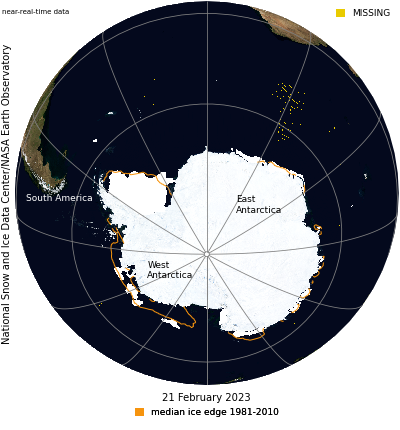 near-real-time data
MISSING
National Snow and Ice Data Center/NASA Earth Observatory
South America
East
Antarctica
West
Antarctica
21 February 2023
median ice edge 1981-2010